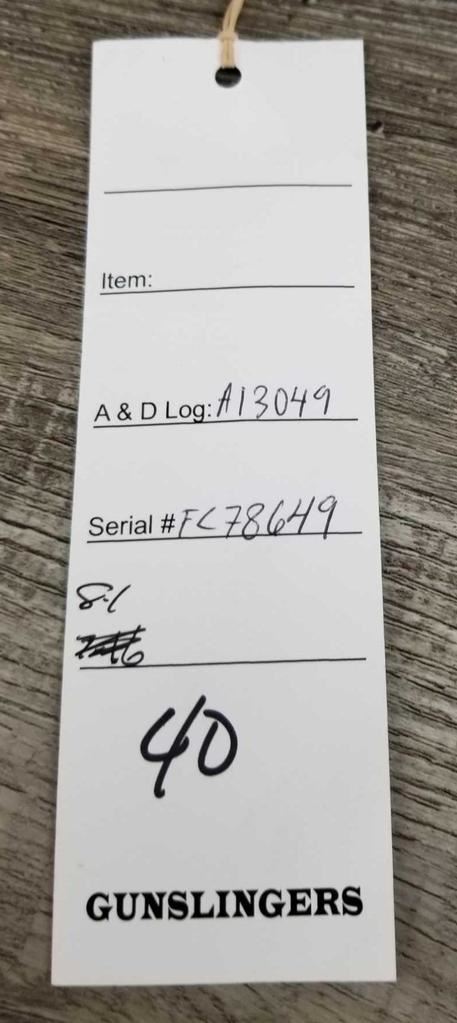 Item:
A & D Log: A13049
Serial # FC78649
8-1
40
GUNSLINGERS